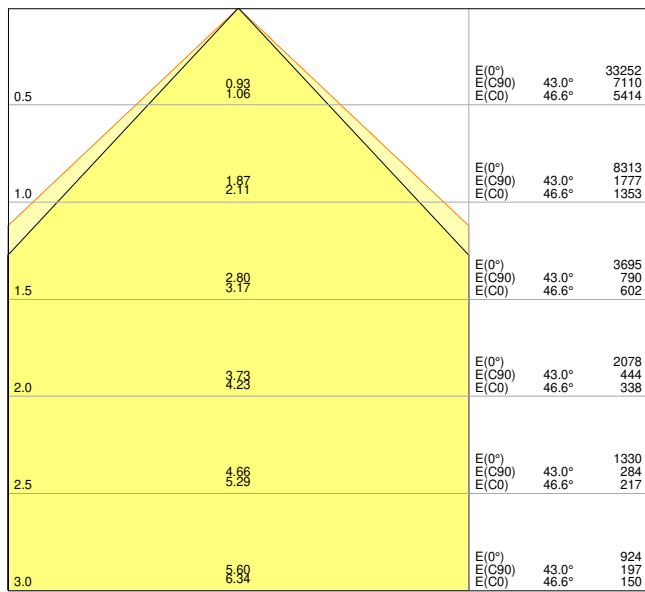 0.5
0.93
1.06
E(0°) 33252
E(C90) 43.0° 7110
E(C0) 46.6° 5414
1.0
1.87
2.11
E(0°) 8313
E(C90) 43.0° 1777
E(C0) 46.6° 1353
1.5
2.80
3.17
E(0°) 3695
E(C90) 43.0° 790
E(C0) 46.6° 602
2.0
3.73
4.23
E(0°) 2078
E(C90) 43.0° 444
E(C0) 46.6° 338
2.5
4.66
5.29
E(0°) 1330
E(C90) 43.0° 284
E(C0) 46.6° 217
3.0
5.60
6.34
E(0°) 924
E(C90) 43.0° 197
E(C0) 46.6° 150